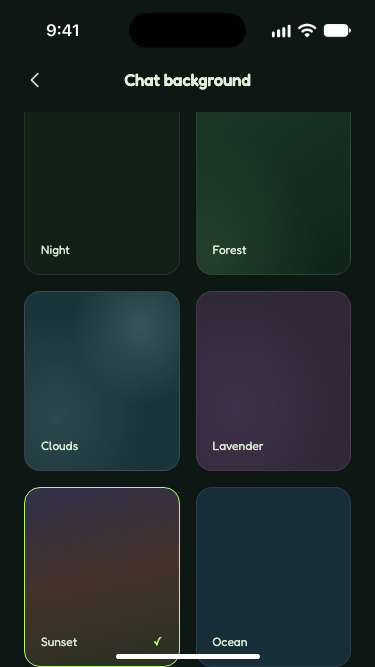 9:41
Chat background
Night
Forest
Clouds
Lavender
Sunset ✓
Ocean